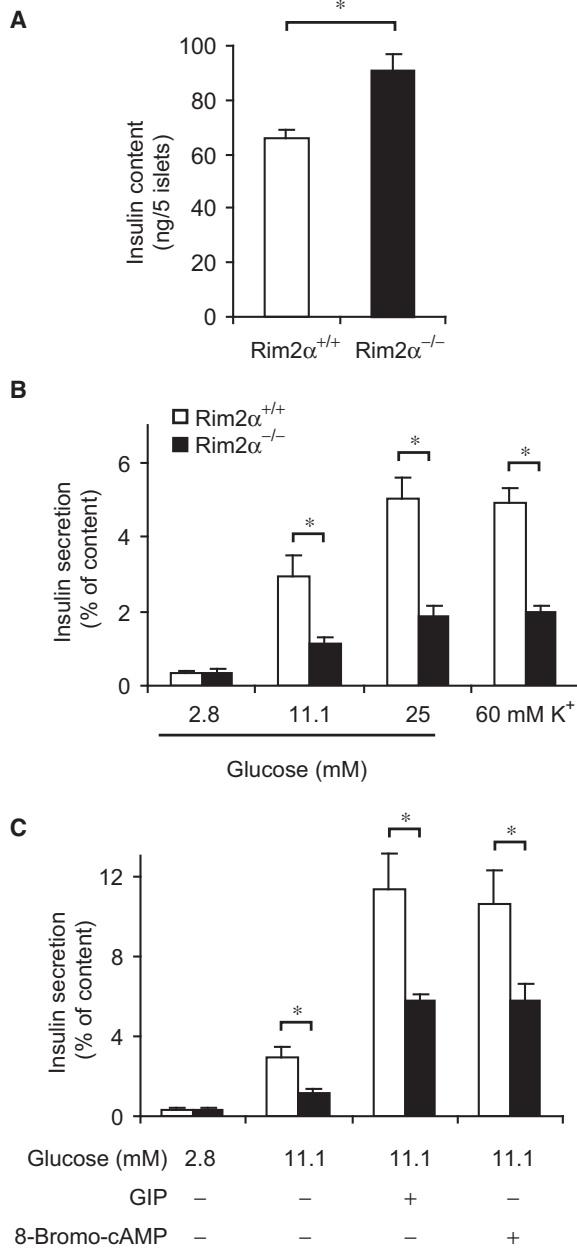 A
*
100
80
60
40
20
0
Insulin content
(ng/5 islets)
Rim2α+/+ Rim2α−/−
B
Rim2α+/+
Rim2α−/−
* * *
6
4
2
0
Insulin secretion
(% of content)
2.8 11.1 25 60 mM K+
Glucose (mM)
C
* * *
12
8
4
0
Insulin secretion
(% of content)
Glucose (mM) 2.8 11.1 11.1 11.1
GIP − − + −
8-Bromo-cAMP − − − +